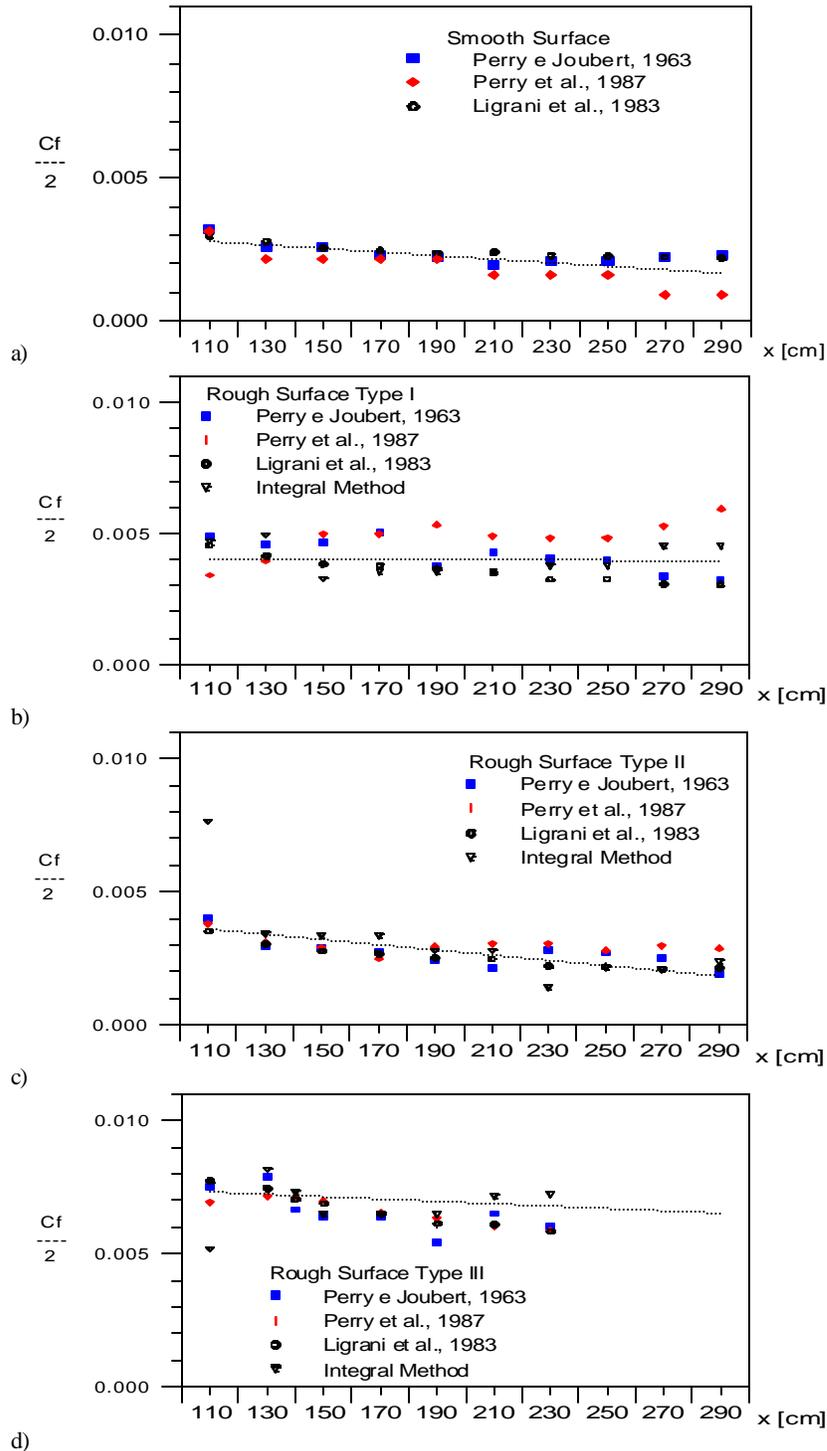 0.010
Smooth Surface
Perry e Joubert, 1963
Perry et al., 1987
Ligrani et al., 1983
Cf
----
2
0.005
0.000
110 130 150 170 190 210 230 250 270 290 x [cm]
a)
0.010
Rough Surface Type I
Perry e Joubert, 1963
Perry et al., 1987
Ligrani et al., 1983
Integral Method
Cf
----
2
0.005
0.000
110 130 150 170 190 210 230 250 270 290 x [cm]
b)
0.010
Rough Surface Type II
Perry e Joubert, 1963
Perry et al., 1987
Ligrani et al., 1983
Integral Method
Cf
----
2
0.005
0.000
110 130 150 170 190 210 230 250 270 290 x [cm]
c)
0.010
Cf
----
2
0.005
Rough Surface Type III
Perry e Joubert, 1963
Perry et al., 1987
Ligrani et al., 1983
Integral Method
0.000
110 130 150 170 190 210 230 250 270 290 x [cm]
d)